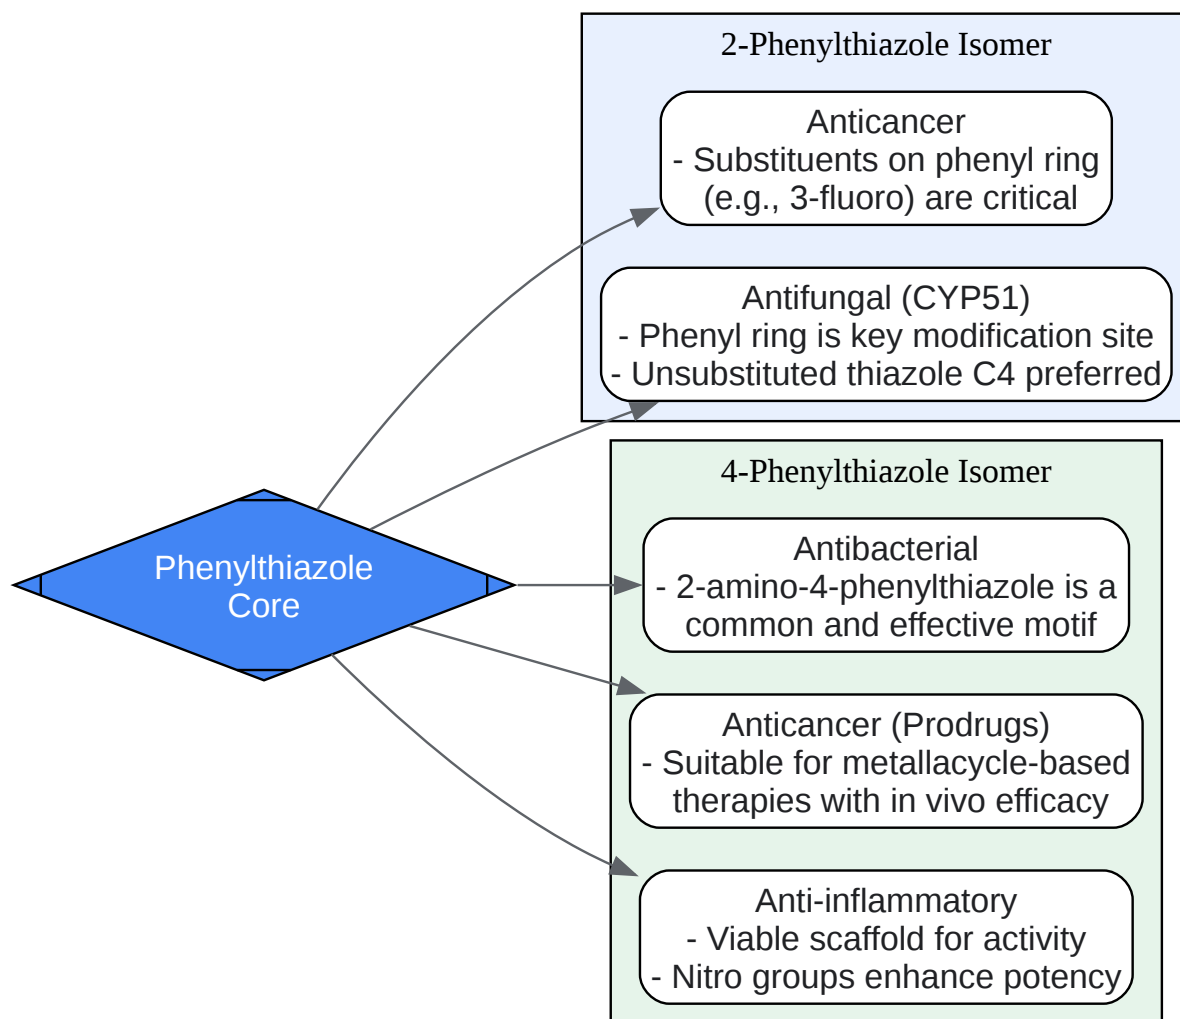 2-Phenylthiazole Isomer
Anticancer
- Substituents on phenyl ring
(e.g., 3-fluoro) are critical
Antifungal (CYP51)
- Phenyl ring is key modification site
- Unsubstituted thiazole C4 preferred
Phenylthiazole
Core
4-Phenylthiazole Isomer
Antibacterial
- 2-amino-4-phenylthiazole is a
common and effective motif
Anticancer (Prodrugs)
- Suitable for metallacycle-based
therapies with in vivo efficacy
Anti-inflammatory
- Viable scaffold for activity
- Nitro groups enhance potency